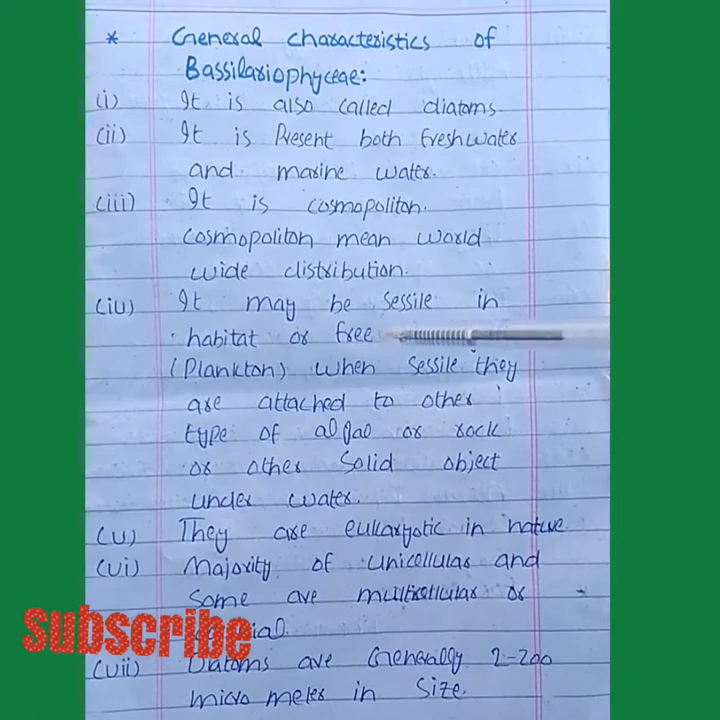 * General characteristics of
Bassilariophyceae:
(i) It is also called diatoms
(ii) It is Present both freshwater
and marine water.
(iii) It is cosmopoliton.
cosmopoliton mean world
wide distribution.
(iv) It may be sessile in
habitat or free
(Plankton) when sessile they
are attached to other
type of algae or rock
or other solid object
under water.
(v) They are eukaryotic in nature
(vi) majority of unicellular and
some are multicellular or
Subscribe
(vii) Diatoms are Generally 2-200
micro meter in size.